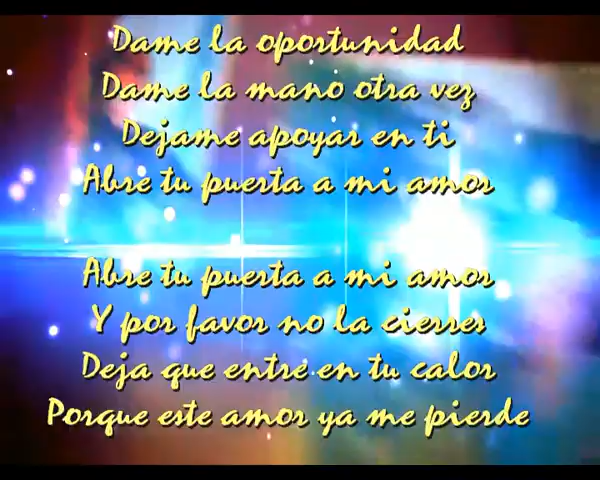 Dame la oportunidad
Dame la mano otra vez
Dejame apoyar en ti
Abre tu puerta a mi amor
Abre tu puerta a mi amor
Y por favor no la cierres
Deja que entre en tu calor
Porque este amor ya me pierde